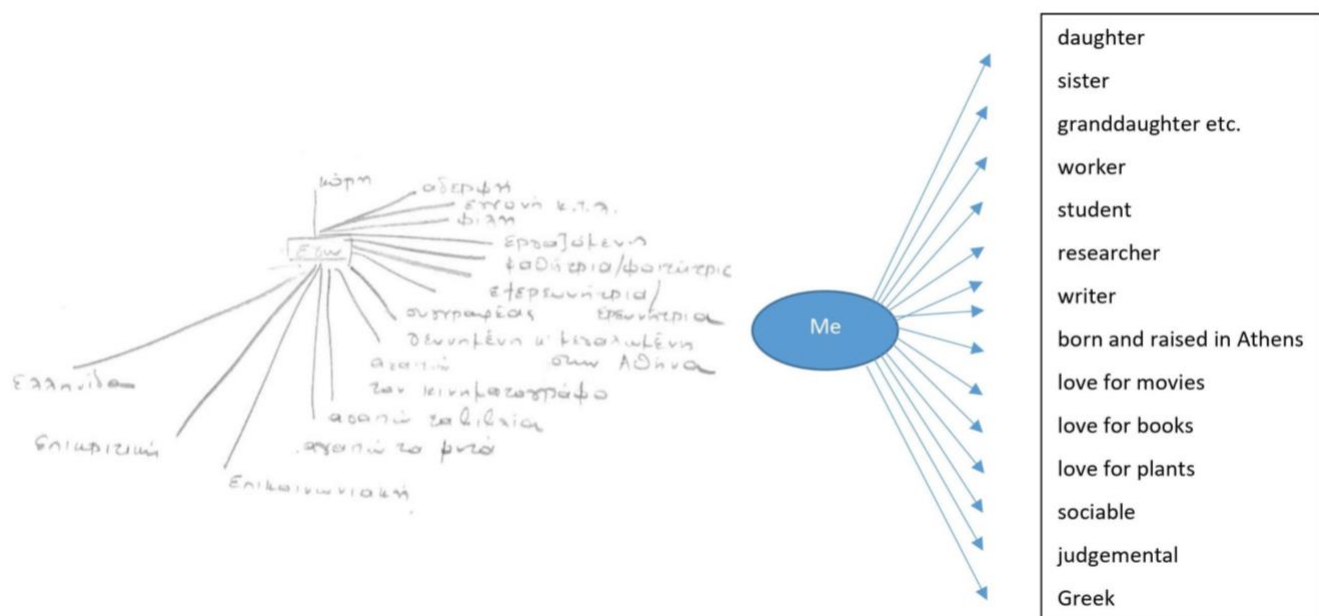 κόρη
αδερφή
εγγονή κ.τ.λ.
φίλη
Εγώ
εργαζόμενη
μαθήτρια/φοιτήτρια
ερευνήτρια
συγγραφέας
γεννημένη κ' μεγαλωμένη
στην Αθήνα
αγαπώ
τον κινηματογράφο
αγαπώ τα βιβλία
αγαπώ τα φυτά
Επικοινωνιακή
Επικριτική
Ελληνίδα
Me
daughter
sister
granddaughter etc.
worker
student
researcher
writer
born and raised in Athens
love for movies
love for books
love for plants
sociable
judgemental
Greek